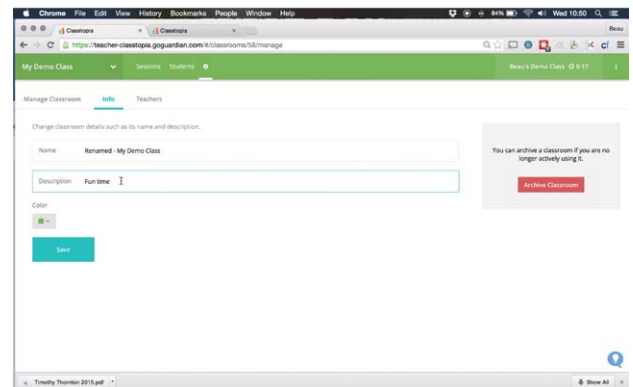 Chrome File Edit View History Bookmarks People Window Help 84% Wed 10:50
Classtopia Classtopia Beau
https://teacher-classtopia.goguardian.com/#/classrooms/58/manage
My Demo Class Sessions Students Beau's Demo Class 0:17
Manage Classroom Info Teachers
Change classroom details such as its name and description.
Name Renamed - My Demo Class
Description Fun time
Color
Save
You can archive a classroom if you are no
longer actively using it.
Archive Classroom
Timothy Thornton 2015.pdf Show All